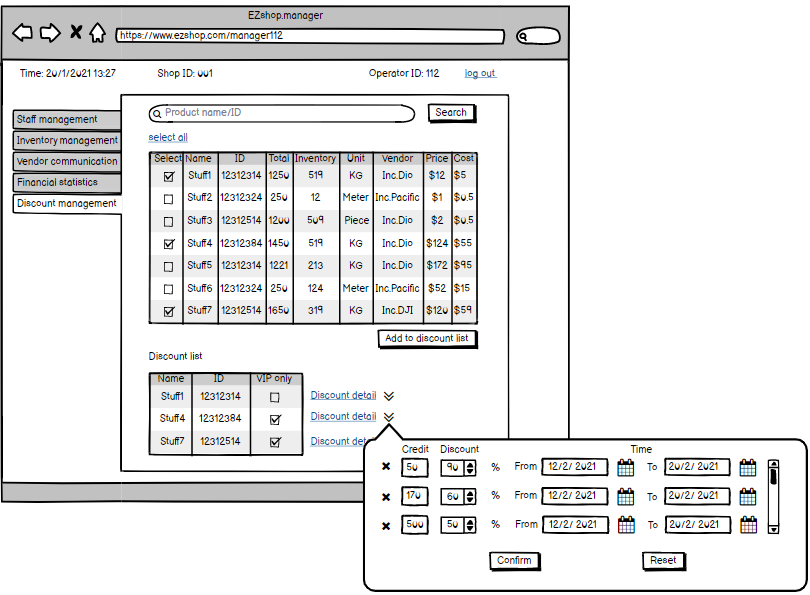 EZshop.manager
https://www.ezshop.com/manager112
Time: 20/1/2021 13:27 Shop ID: 001 Operator ID: 112 log out
Product name/ID Search
Staff management
Inventory management
Vendor communication
Financial statistics
Discount management
select all
Select Name ID Total Inventory Unit Vendor Price Cost
Stuff1 12312314 1250 519 KG Inc.Dio $12 $5
Stuff2 12312324 250 12 Meter Inc.Pacific $1 $0.5
Stuff3 12312514 1200 509 Piece Inc.Dio $2 $0.5
Stuff4 12312384 1450 519 KG Inc.Dio $124 $55
Stuff5 12312314 1221 213 KG Inc.Dio $172 $95
Stuff6 12312324 250 124 Meter Inc.Pacific $52 $15
Stuff7 12312514 1650 319 KG Inc.DJI $120 $59
Add to discount list
Discount list
Name ID VIP only
Stuff1 12312314 Discount detail
Stuff4 12312384 Discount detail
Stuff7 12312514 Discount
Credit Discount Time
50 90 % From 12/2/ 2021 To 20/2/ 2021
170 60 % From 12/2/ 2021 To 20/2/ 2021
500 50 % From 12/2/ 2021 To 20/2/ 2021
Confirm Reset